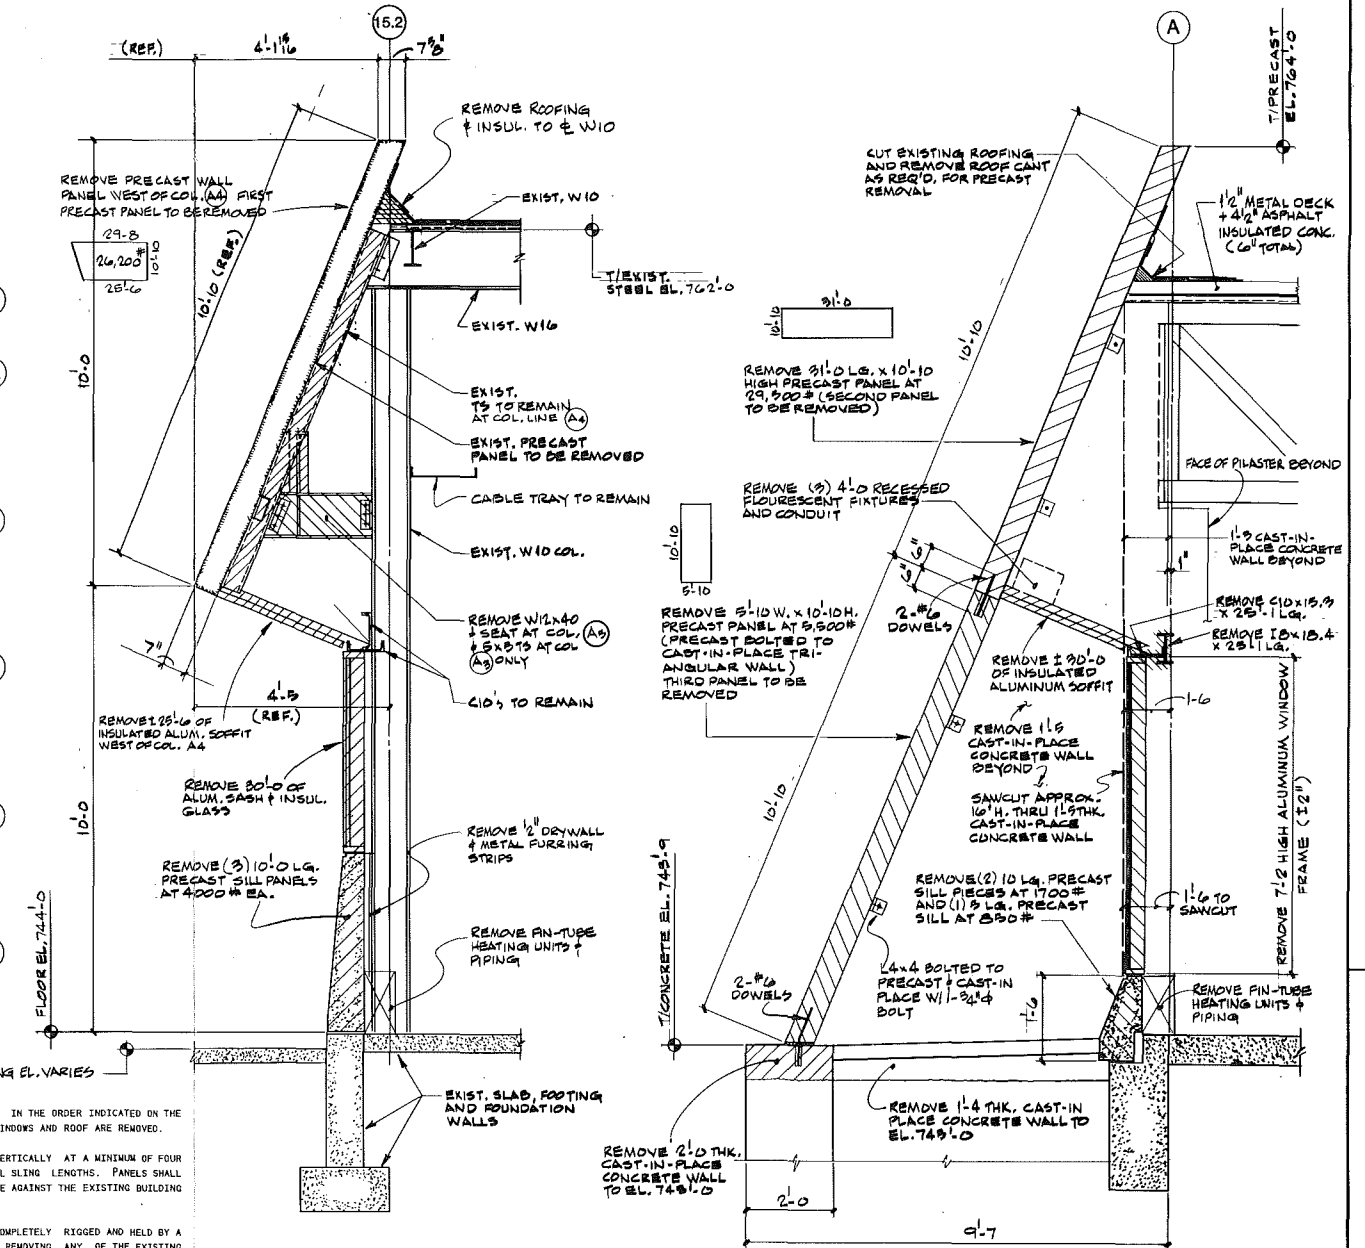 15.2
(REF.)
4'-1 1/16
7 5/8"
REMOVE ROOFING
& INSUL. TO ℄ W10
REMOVE PRECAST WALL
PANEL WEST OF COL. A4 FIRST
PRECAST PANEL TO BE REMOVED
29-8
26,200#
10-10
25'-6
10'-10 (REF.)
EXIST. W10
T/EXIST.
STEEL EL. 762'-0
EXIST. W16
10'-0
EXIST.
TS TO REMAIN
AT COL. LINE A4
EXIST. PRECAST
PANEL TO BE REMOVED
CABLE TRAY TO REMAIN
EXIST. W10 COL.
REMOVE W12x40
& SEAT AT COL. A5
ONLY
7"
4'-5
(REF.)
C10's TO REMAIN
REMOVE ± 25'-6 OF
INSULATED ALUM. SOFFIT
WEST OF COL. A4
REMOVE 30'-0 OF
ALUM. SASH & INSUL.
GLASS
10'-0
REMOVE 1/2" DRYWALL
& METAL FURRING
STRIPS
REMOVE (3) 10'-0 LG.
PRECAST SILL PANELS
AT 4000 # EA.
FLOOR EL. 744'-0
REMOVE FIN-TUBE
HEATING UNITS &
PIPING
NG EL. VARIES
EXIST. SLAB, FOOTING
AND FOUNDATION
WALLS
IN THE ORDER INDICATED ON THE
INDOWS AND ROOF ARE REMOVED.
ERTICALLY AT A MINIMUM OF FOUR
L SLING LENGTHS. PANELS SHALL
E AGAINST THE EXISTING BUILDING
OMPLETELY RIGGED AND HELD BY A
REMOVING ANY OF THE EXISTING
A
T/PRECAST
EL. 764'-0
CUT EXISTING ROOFING
AND REMOVE ROOF CANT
AS REQ'D. FOR PRECAST
REMOVAL
1 1/2" METAL DECK
+ 4 1/2" ASPHALT
INSULATED CONC.
(6" TOTAL)
31'-0
10'-10
10'-10
REMOVE 31'-0 LG. x 10'-10
HIGH PRECAST PANEL AT
29,500 # (SECOND PANEL
TO BE REMOVED)
FACE OF PILASTER BEYOND
REMOVE (3) 4'-0 RECESSED
FLOURESCENT FIXTURES
AND CONDUIT
10'-10
5'-10
6"
6"
1'-5 CAST-IN-
PLACE CONCRETE
WALL BEYOND
1"
2-#6
DOWELS
REMOVE 5'-10 W. x 10'-10 H.
PRECAST PANEL AT 5,500#
(PRECAST BOLTED TO
CAST-IN-PLACE TRI-
ANGULAR WALL)
THIRD PANEL TO BE
REMOVED
REMOVE C10x15.3
x 25'-1 LG.
REMOVE I8x18.4
x 25'-1 LG.
REMOVE ± 30'-0
OF INSULATED
ALUMINUM SOFFIT
1-6
REMOVE 1'-5
CAST-IN-PLACE
CONCRETE WALL
BEYOND
SAWCUT APPROX.
16" H. THRU 1'-5 THK.
CAST-IN-PLACE
CONCRETE WALL
10'-10
REMOVE 7'-2 HIGH ALUMINUM WINDOW
FRAME (±2")
REMOVE (2) 10 LG. PRECAST
SILL PIECES AT 1700 #
AND (1) 5 LG. PRECAST
SILL AT 850 #
1'-6 TO
SAWCUT
T/CONCRETE EL. 743'-9
2-#6
DOWELS
L4x4 BOLTED TO
PRECAST & CAST-IN
PLACE W/ 1-3/4"ϕ
BOLT
1'-6
REMOVE FIN-TUBE
HEATING UNITS &
PIPING
REMOVE 1'-4 THK. CAST-IN
PLACE CONCRETE WALL TO
EL. 743'-0
REMOVE 2'-0 THK.
CAST-IN-PLACE
CONCRETE WALL
TO EL. 743'-0
2'-0
9'-7